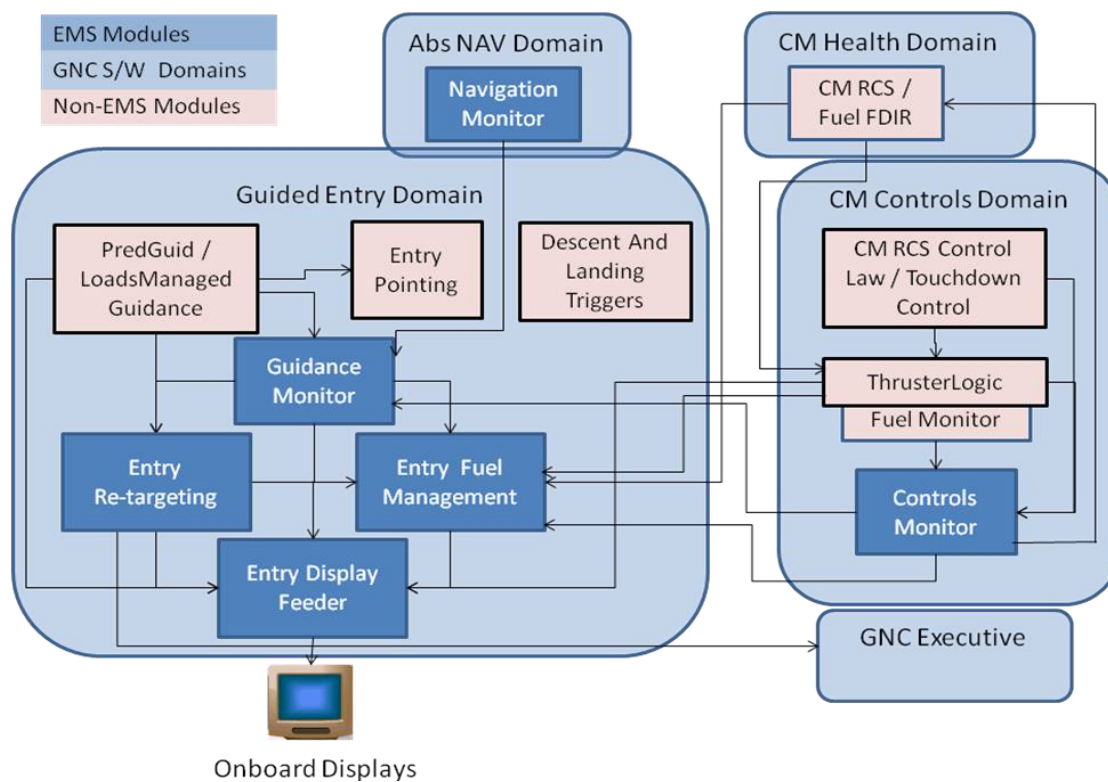 EMS Modules
GNC S/W Domains
Non-EMS Modules
Abs NAV Domain
Navigation
Monitor
CM Health Domain
CM RCS /
Fuel FDIR
Guided Entry Domain
PredGuid /
LoadsManaged
Guidance
Entry
Pointing
Descent And
Landing
Triggers
Guidance
Monitor
Entry
Re-targeting
Entry Fuel
Management
Entry Display
Feeder
CM Controls Domain
CM RCS Control
Law / Touchdown
Control
ThrusterLogic
Fuel Monitor
Controls
Monitor
GNC Executive
Onboard Displays